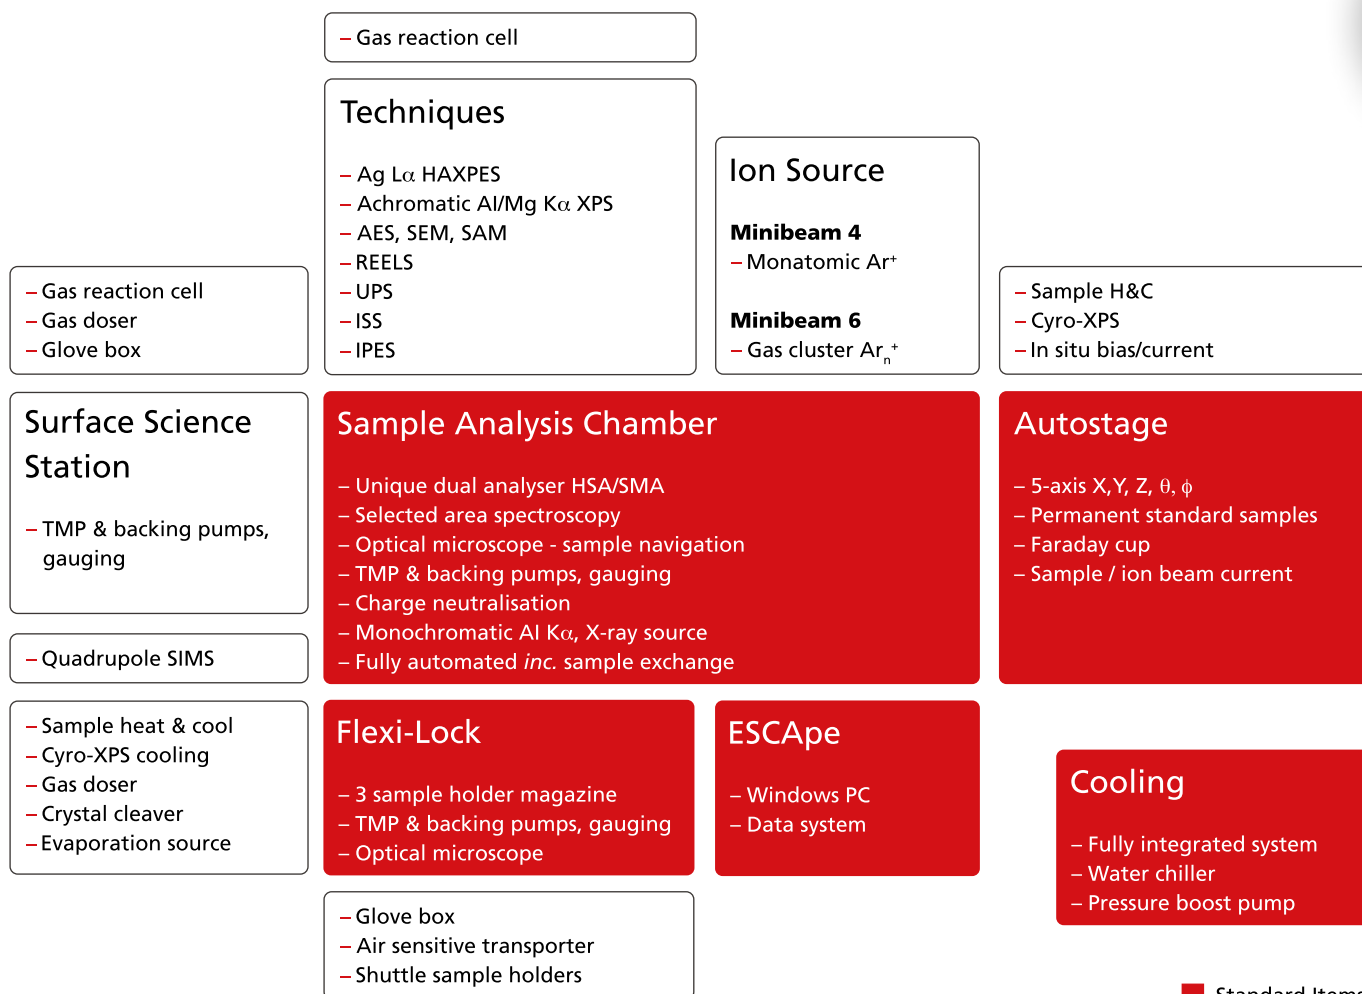 – Gas reaction cell
Techniques
– Ag Lα HAXPES
– Achromatic AI/Mg Kα XPS
– AES, SEM, SAM
– REELS
– UPS
– ISS
– IPES
Ion Source
Minibeam 4
– Monatomic Ar⁺
Minibeam 6
– Gas cluster Arₙ⁺
– Gas reaction cell
– Gas doser
– Glove box
– Sample H&C
– Cyro-XPS
– In situ bias/current
Surface Science
Station
– TMP & backing pumps,
gauging
Sample Analysis Chamber
– Unique dual analyser HSA/SMA
– Selected area spectroscopy
– Optical microscope - sample navigation
– TMP & backing pumps, gauging
– Charge neutralisation
– Monochromatic AI Kα, X-ray source
– Fully automated inc. sample exchange
Autostage
– 5-axis X,Y, Z, θ, ϕ
– Permanent standard samples
– Faraday cup
– Sample / ion beam current
– Quadrupole SIMS
– Sample heat & cool
– Cyro-XPS cooling
– Gas doser
– Crystal cleaver
– Evaporation source
Flexi-Lock
– 3 sample holder magazine
– TMP & backing pumps, gauging
– Optical microscope
ESCApe
– Windows PC
– Data system
Cooling
– Fully integrated system
– Water chiller
– Pressure boost pump
– Glove box
– Air sensitive transporter
– Shuttle sample holders
Standard Items